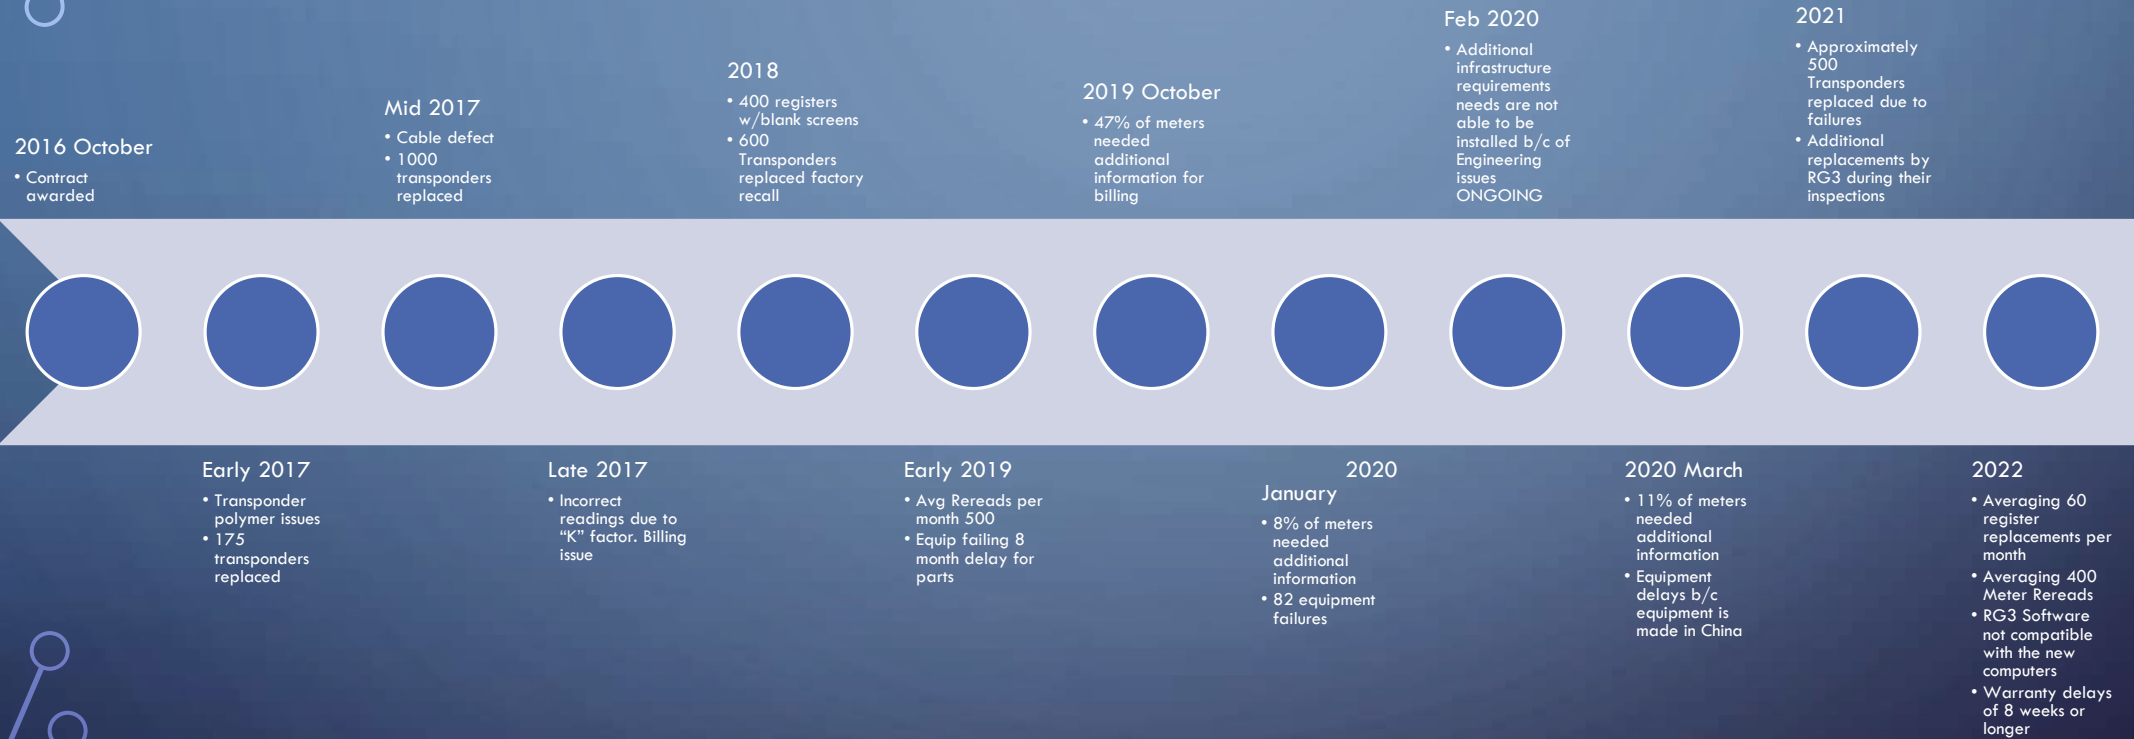 2016 October
• Contract
awarded
Early 2017
• Transponder
polymer issues
• 175
transponders
replaced
Mid 2017
• Cable defect
• 1000
transponders
replaced
Late 2017
• Incorrect
readings due to
“K” factor. Billing
issue
2018
• 400 registers
w/blank screens
• 600
Transponders
replaced factory
recall
Early 2019
• Avg Rereads per
month 500
• Equip failing 8
month delay for
parts
2019 October
• 47% of meters
needed
additional
information for
billing
2020
January
• 8% of meters
needed
additional
information
• 82 equipment
failures
Feb 2020
• Additional
infrastructure
requirements
needs are not
able to be
installed b/c of
Engineering
issues
ONGOING
2020 March
• 11% of meters
needed
additional
information
• Equipment
delays b/c
equipment is
made in China
2021
• Approximately
500
Transponders
replaced due to
failures
• Additional
replacements by
RG3 during their
inspections
2022
• Averaging 60
register
replacements per
month
• Averaging 400
Meter Rereads
• RG3 Software
not compatible
with the new
computers
• Warranty delays
of 8 weeks or
longer